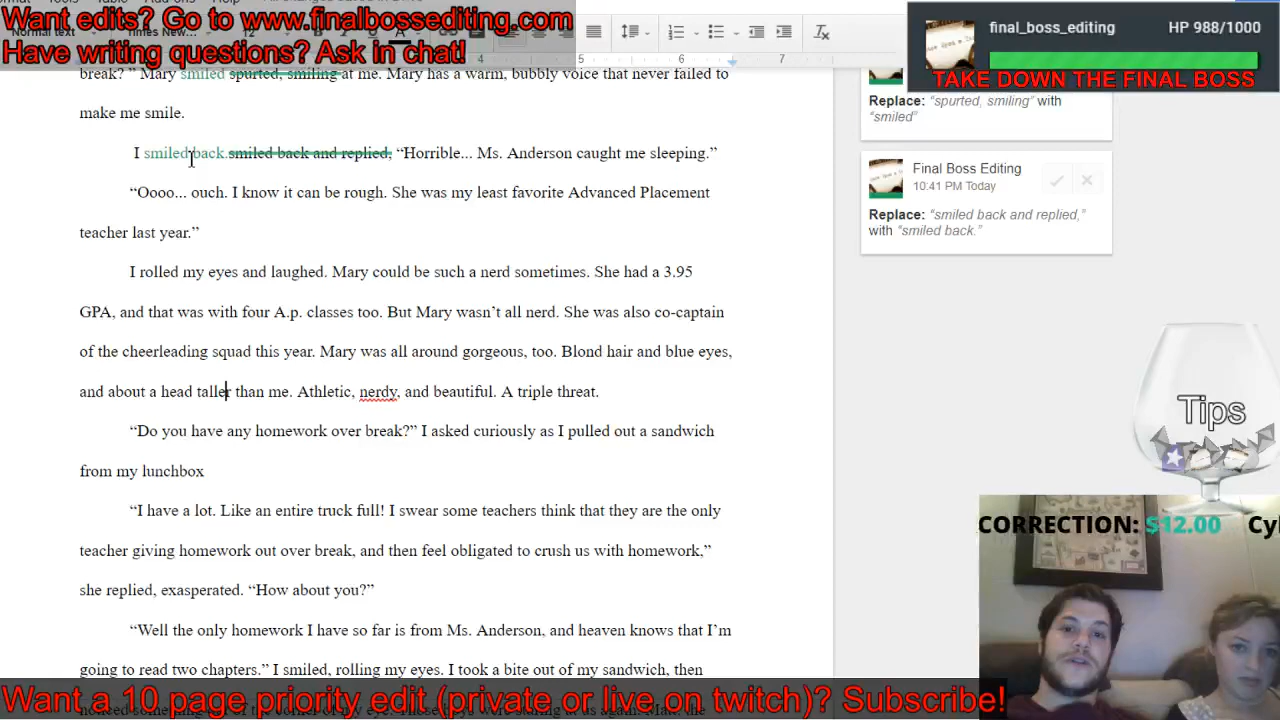 Want edits? Go to www.finalbossediting.com
Have writing questions? Ask in chat!
final_boss_editing HP 988/1000
TAKE DOWN THE FINAL BOSS
Normal text
Times New...
12
4 5 6 7
break? ” Mary smiled spurted, smiling at me. Mary has a warm, bubbly voice that never failed to
make me smile.
I smiled back.smiled back and replied, “Horrible... Ms. Anderson caught me sleeping.”
“Oooo... ouch. I know it can be rough. She was my least favorite Advanced Placement
teacher last year.”
I rolled my eyes and laughed. Mary could be such a nerd sometimes. She had a 3.95
GPA, and that was with four A.p. classes too. But Mary wasn’t all nerd. She was also co-captain
of the cheerleading squad this year. Mary was all around gorgeous, too. Blond hair and blue eyes,
and about a head taller than me. Athletic, nerdy, and beautiful. A triple threat.
“Do you have any homework over break?” I asked curiously as I pulled out a sandwich
from my lunchbox
“I have a lot. Like an entire truck full! I swear some teachers think that they are the only
teacher giving homework out over break, and then feel obligated to crush us with homework,”
she replied, exasperated. “How about you?”
“Well the only homework I have so far is from Ms. Anderson, and heaven knows that I’m
going to read two chapters.” I smiled, rolling my eyes. I took a bite out of my sandwich, then
Replace: “spurted, smiling” with
“smiled”
Final Boss Editing
10:41 PM Today
Replace: “smiled back and replied,”
with “smiled back.”
Tips
CORRECTION: $12.00 Cyl
Want a 10 page priority edit (private or live on twitch)? Subscribe!